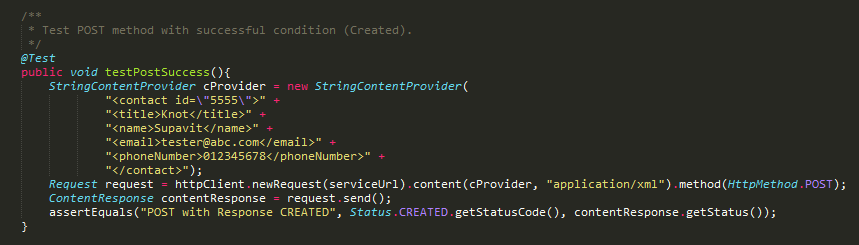 /**
 * Test POST method with successful condition (Created).
 */
@Test
public void testPostSuccess(){
    StringContentProvider cProvider = new StringContentProvider(
            "<contact id=\"5555\">" +
            "<title>Knot</title>" +
            "<name>Supavit</name>" +
            "<email>tester@abc.com</email>" +
            "<phoneNumber>012345678</phoneNumber>" +
            "</contact>");
    Request request = httpClient.newRequest(serviceUrl).content(cProvider, "application/xml").method(HttpMethod.POST);
    ContentResponse contentResponse = request.send();
    assertEquals("POST with Response CREATED", Status.CREATED.getStatusCode(), contentResponse.getStatus());
}